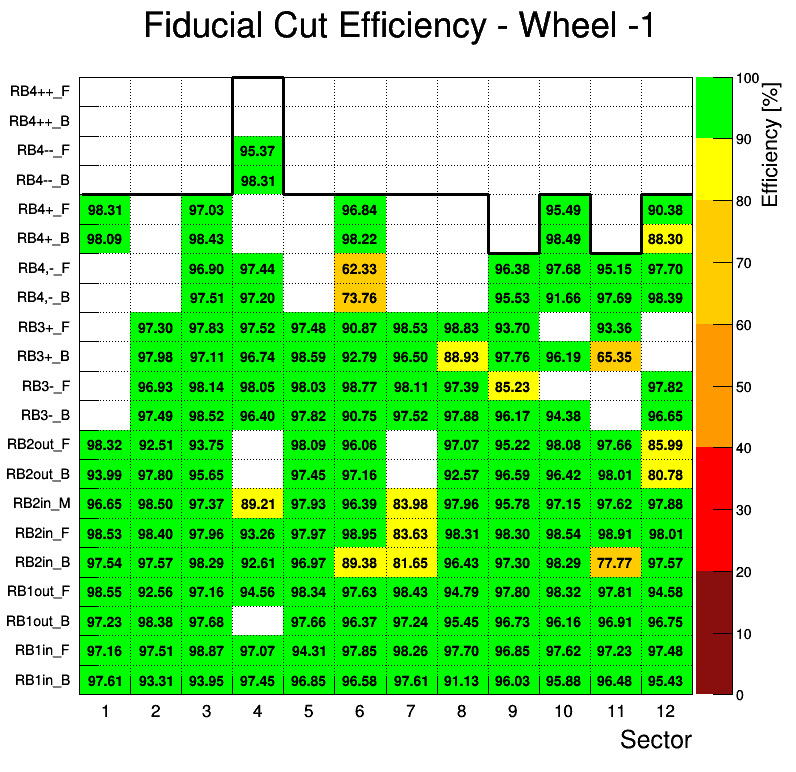 Fiducial Cut Efficiency - Wheel -1
RB4++_F
RB4++_B
RB4--_F 95.37
RB4--_B 98.31
RB4+_F 98.31 97.03 96.84 95.49 90.38
RB4+_B 98.09 98.43 98.22 98.49 88.30
RB4,-_F 96.90 97.44 62.33 96.38 97.68 95.15 97.70
RB4,-_B 97.51 97.20 73.76 95.53 91.66 97.69 98.39
RB3+_F 97.30 97.83 97.52 97.48 90.87 98.53 98.83 93.70 93.36
RB3+_B 97.98 97.11 96.74 98.59 92.79 96.50 88.93 97.76 96.19 65.35
RB3-_F 96.93 98.14 98.05 98.03 98.77 98.11 97.39 85.23 97.82
RB3-_B 97.49 98.52 96.40 97.82 90.75 97.52 97.88 96.17 94.38 96.65
RB2out_F 98.32 92.51 93.75 98.09 96.06 97.07 95.22 98.08 97.66 85.99
RB2out_B 93.99 97.80 95.65 97.45 97.16 92.57 96.59 96.42 98.01 80.78
RB2in_M 96.65 98.50 97.37 89.21 97.93 96.39 83.98 97.96 95.78 97.15 97.62 97.88
RB2in_F 98.53 98.40 97.96 93.26 97.97 98.95 83.63 98.31 98.30 98.54 98.91 98.01
RB2in_B 97.54 97.57 98.29 92.61 96.97 89.38 81.65 96.43 97.30 98.29 77.77 97.57
RB1out_F 98.55 92.56 97.16 94.56 98.34 97.63 98.43 94.79 97.80 98.32 97.81 94.58
RB1out_B 97.23 98.38 97.68 97.66 96.37 97.24 95.45 96.73 96.16 96.91 96.75
RB1in_F 97.16 97.51 98.87 97.07 94.31 97.85 98.26 97.70 96.85 97.62 97.23 97.48
RB1in_B 97.61 93.31 93.95 97.45 96.85 96.58 97.61 91.13 96.03 95.88 96.48 95.43
1 2 3 4 5 6 7 8 9 10 11 12
Sector
100
90
80
70
60
50
40
30
20
10
0
Efficiency [%]